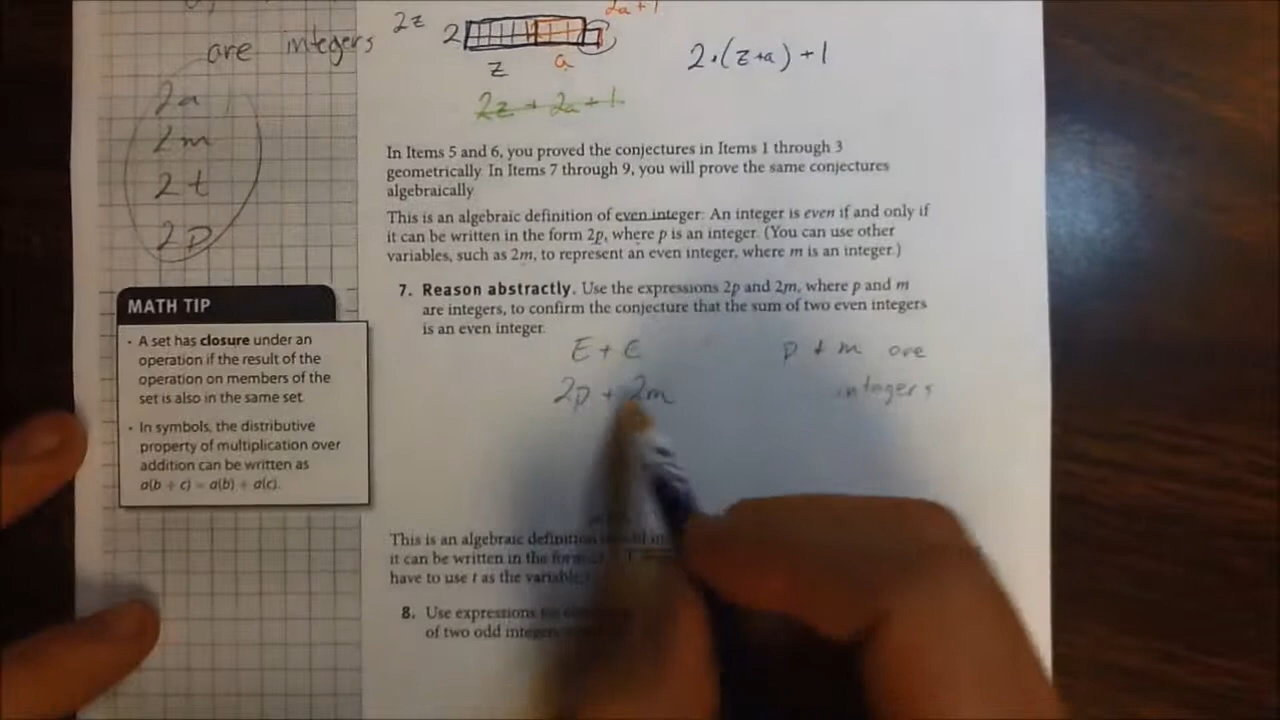 are integers
2a
2m
2t
2p
2z
2
z
a
2a+1
2z + 2a + 1
2·(z+a)+1
In Items 5 and 6, you proved the conjectures in Items 1 through 3
geometrically. In Items 7 through 9, you will prove the same conjectures
algebraically.
This is an algebraic definition of even integer: An integer is even if and only if
it can be written in the form 2p, where p is an integer. (You can use other
variables, such as 2m, to represent an even integer, where m is an integer.)
7. Reason abstractly. Use the expressions 2p and 2m, where p and m
are integers, to confirm the conjecture that the sum of two even integers
is an even integer.
E + E
2p + 2m
p + m are
integers
MATH TIP
• A set has closure under an
operation if the result of the
operation on members of the
set is also in the same set.
• In symbols, the distributive
property of multiplication over
addition can be written as
a(b + c) = a(b) + a(c).
This is an algebraic definition
it can be written in the form
have to use t as the variable
8. Use expressions
of two odd integers